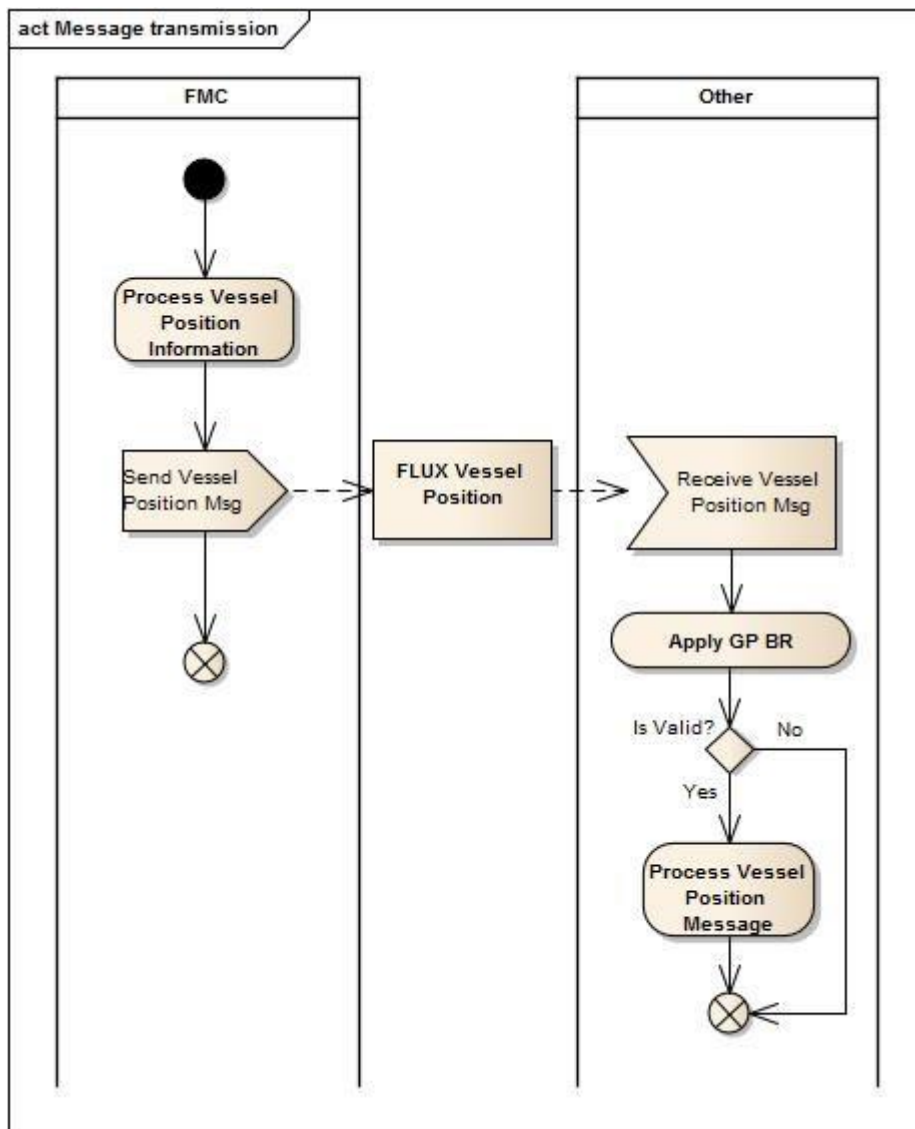 act Message transmission
FMC
Other
Process Vessel
Position
Information
Send Vessel
Position Msg
FLUX Vessel
Position
Receive Vessel
Position Msg
Apply GP BR
Is Valid?
No
Yes
Process Vessel
Position
Message